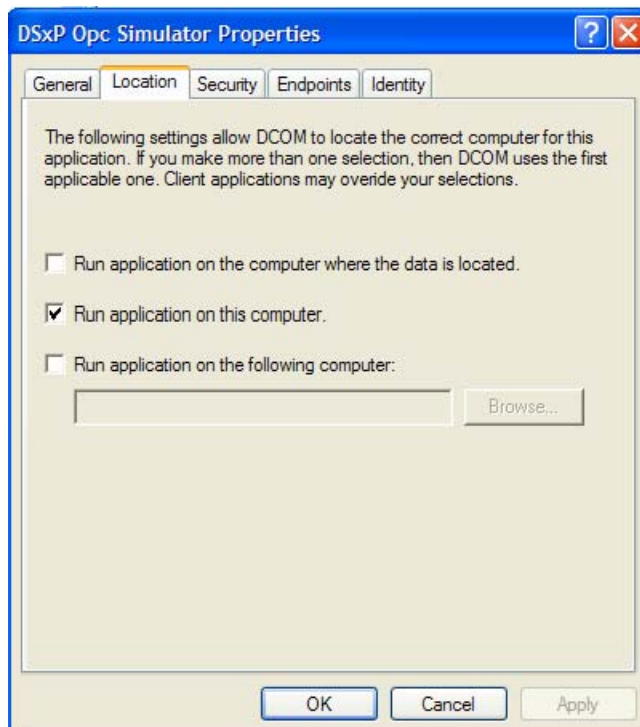 DSxP Opc Simulator Properties
?
X
General
Location
Security
Endpoints
Identity
The following settings allow DCOM to locate the correct computer for this
application. If you make more than one selection, then DCOM uses the first
applicable one. Client applications may overide your selections.
Run application on the computer where the data is located.
Run application on this computer.
Run application on the following computer:
Browse...
OK
Cancel
Apply